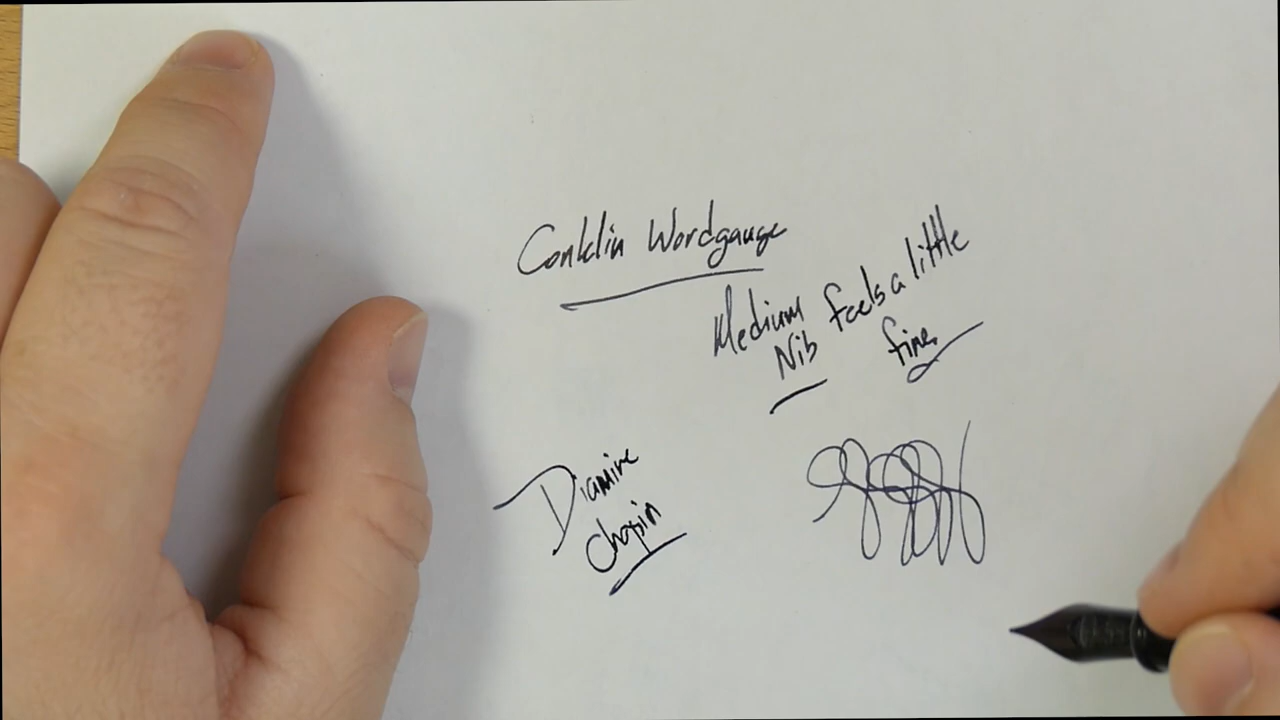 Conklin Wordgauge
Medium feels a little
Nib fine.
Diamine
Chopin